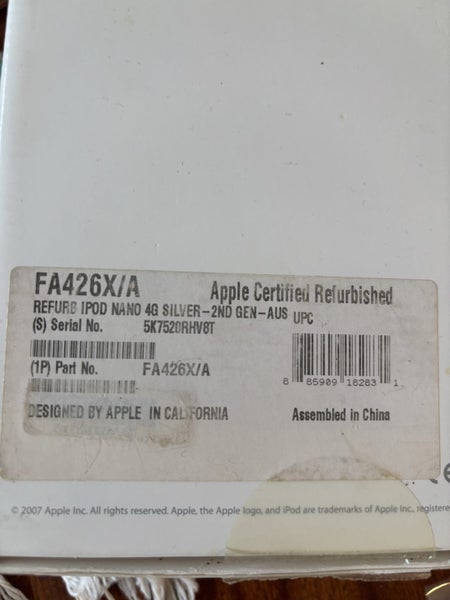 FA426X/A Apple Certified Refurbished
REFURB IPOD NANO 4G SILVER-2ND GEN-AUS UPC
(S) Serial No. 5K7520RHV8T
(1P) Part No. FA426X/A
8 85909 18283 1
DESIGNED BY APPLE IN CALIFORNIA Assembled in China
© 2007 Apple Inc. All rights reserved. Apple, the Apple logo, and iPod are trademarks of Apple Inc., registere